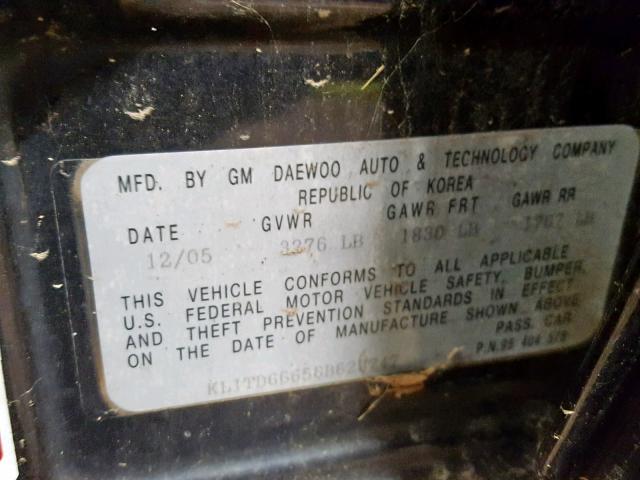 MFD. BY GM DAEWOO AUTO & TECHNOLOGY COMPANY
REPUBLIC OF KOREA
DATE GVWR GAWR FRT GAWR RR
12/05 3276 LB 1830 LB 1767 LB
THIS VEHICLE CONFORMS TO ALL APPLICABLE
U.S. FEDERAL MOTOR VEHICLE SAFETY, BUMPER,
AND THEFT PREVENTION STANDARDS IN EFFECT
ON THE DATE OF MANUFACTURE SHOWN ABOVE
PASS. CAR
P.N.95